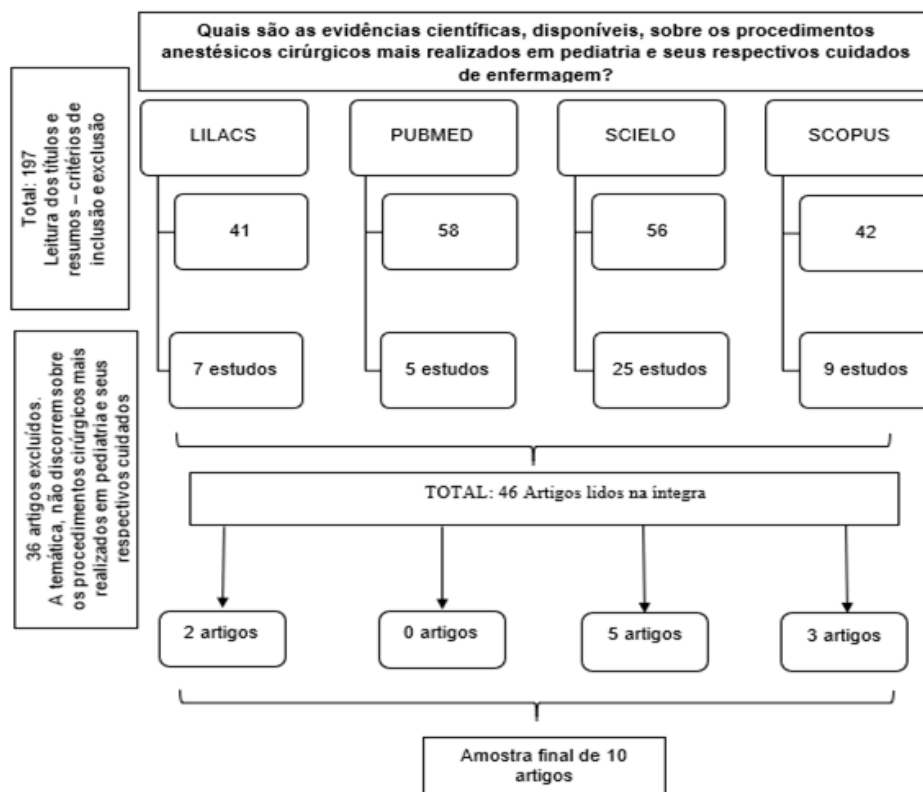 Quais são as evidências científicas, disponíveis, sobre os procedimentos
anestésicos cirúrgicos mais realizados em pediatria e seus respectivos cuidados
de enfermagem?
Total: 197
Leitura dos títulos e
resumos – critérios de
inclusão e exclusão
LILACS
PUBMED
SCIELO
SCOPUS
41
58
56
42
7 estudos
5 estudos
25 estudos
9 estudos
36 artigos excluídos.
A temática, não discorrem sobre
os procedimentos cirúrgicos mais
realizados em pediatria e seus
respectivos cuidados
TOTAL: 46 Artigos lidos na íntegra
2 artigos
0 artigos
5 artigos
3 artigos
Amostra final de 10
artigos